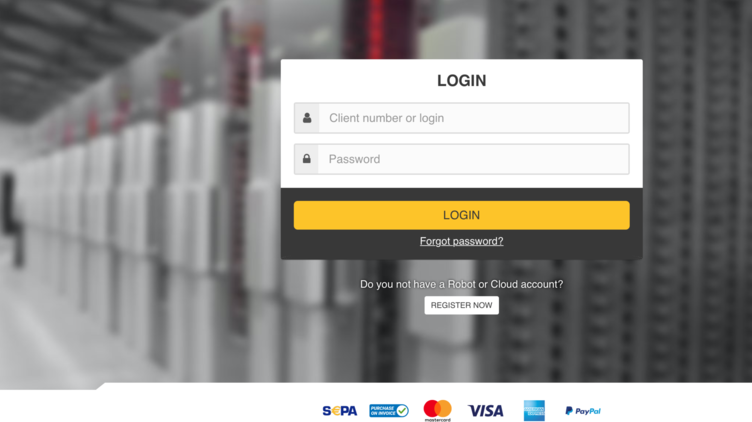 LOGIN
Client number or login
Password
LOGIN
Forgot password?
Do you not have a Robot or Cloud account?
REGISTER NOW
S€PA PURCHASE ON INVOICE mastercard VISA AMERICAN EXPRESS PayPal